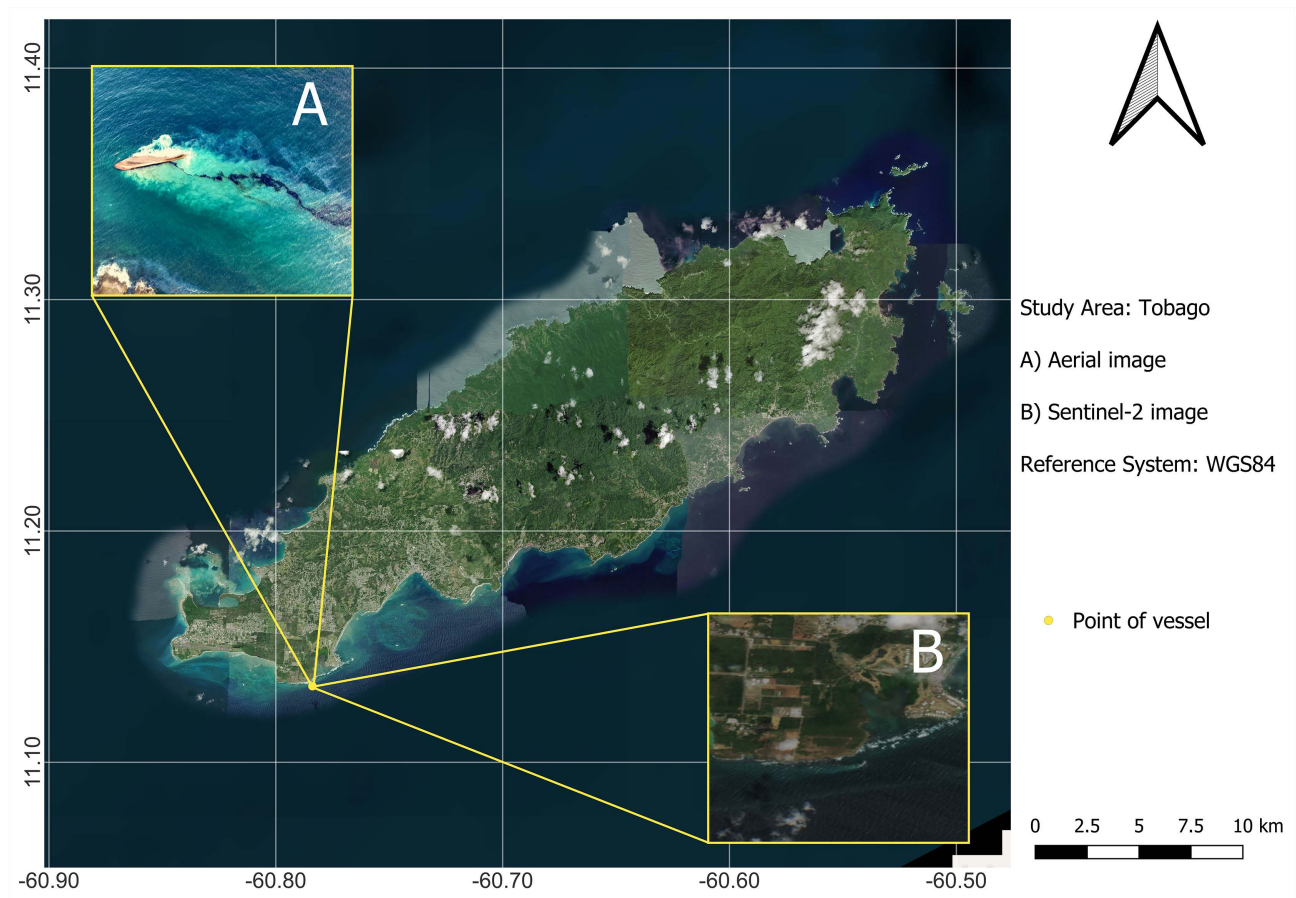 A
11.40
11.30
11.20
11.10
-60.90
-60.80
-60.70
-60.60
-60.50
B
Study Area: Tobago
A) Aerial image
B) Sentinel-2 image
Reference System: WGS84
Point of vessel
0 2.5 5 7.5 10 km